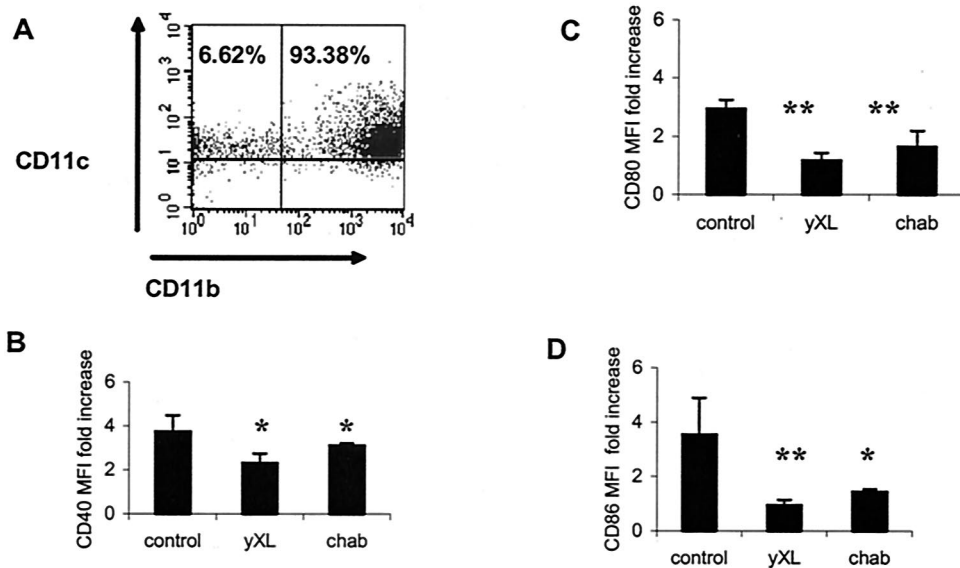 A
6.62%
93.38%
10^4
10^3
10^2
10^1
10^0
10^0
10^1
10^2
10^3
10^4
CD11c
CD11b
B
CD40 MFI fold increase
6
4
2
0
*
*
control
yXL
chab
C
CD80 MFI fold increase
6
4
2
0
**
**
control
yXL
chab
D
CD86 MFI fold increase
6
4
2
0
**
*
control
yXL
chab